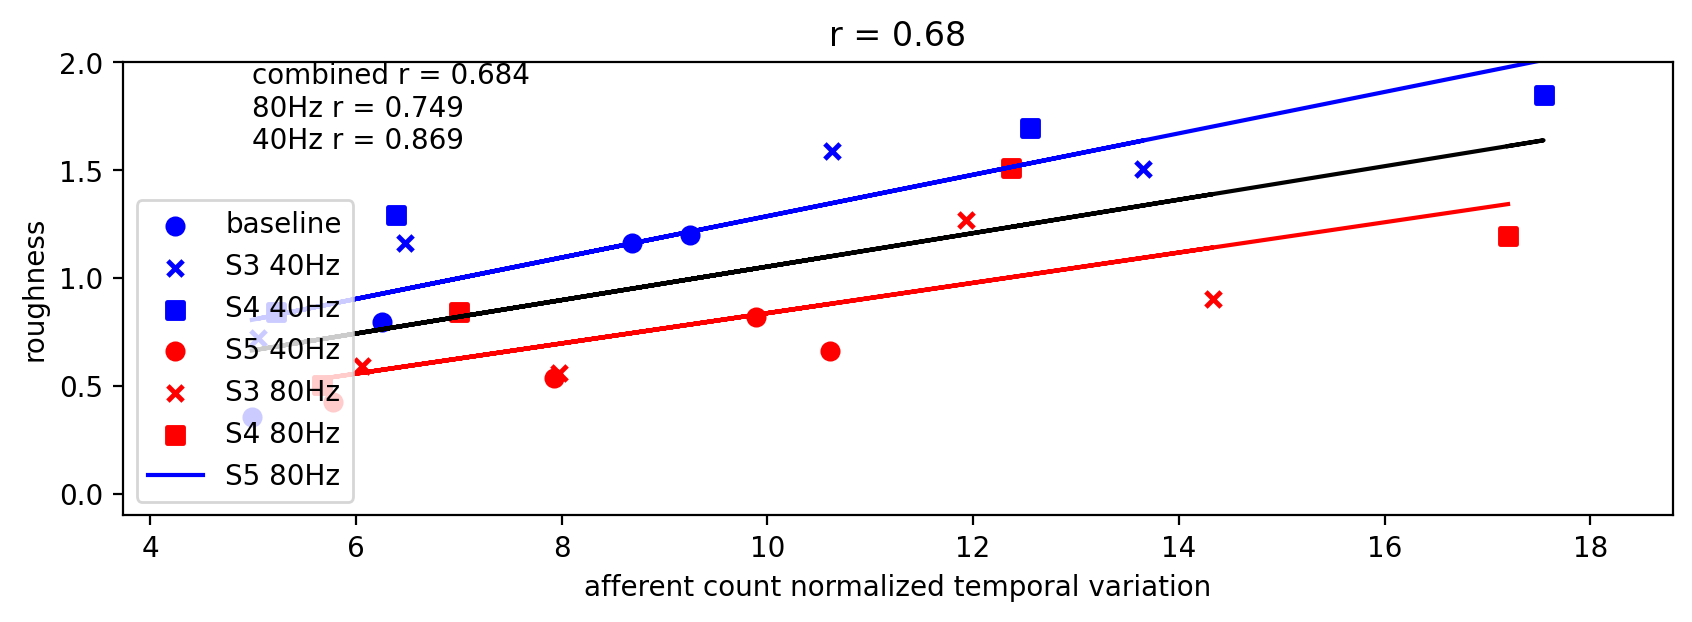 r = 0.68
combined r = 0.684
80Hz r = 0.749
40Hz r = 0.869
2.0
1.5
1.0
0.5
0.0
roughness
baseline
S3 40Hz
S4 40Hz
S5 40Hz
S3 80Hz
S4 80Hz
S5 80Hz
4 6 8 10 12 14 16 18
afferent count normalized temporal variation